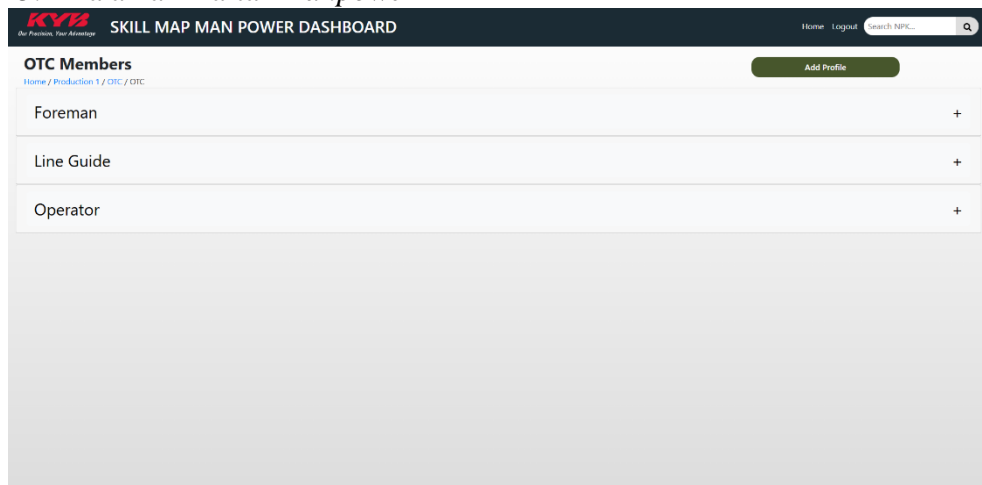 KYB
Our Precision, Your Advantage
SKILL MAP MAN POWER DASHBOARD
Home Logout Search NPK...
OTC Members
Add Profile
Home / Production 1 / OTC / OTC
Foreman +
Line Guide +
Operator +